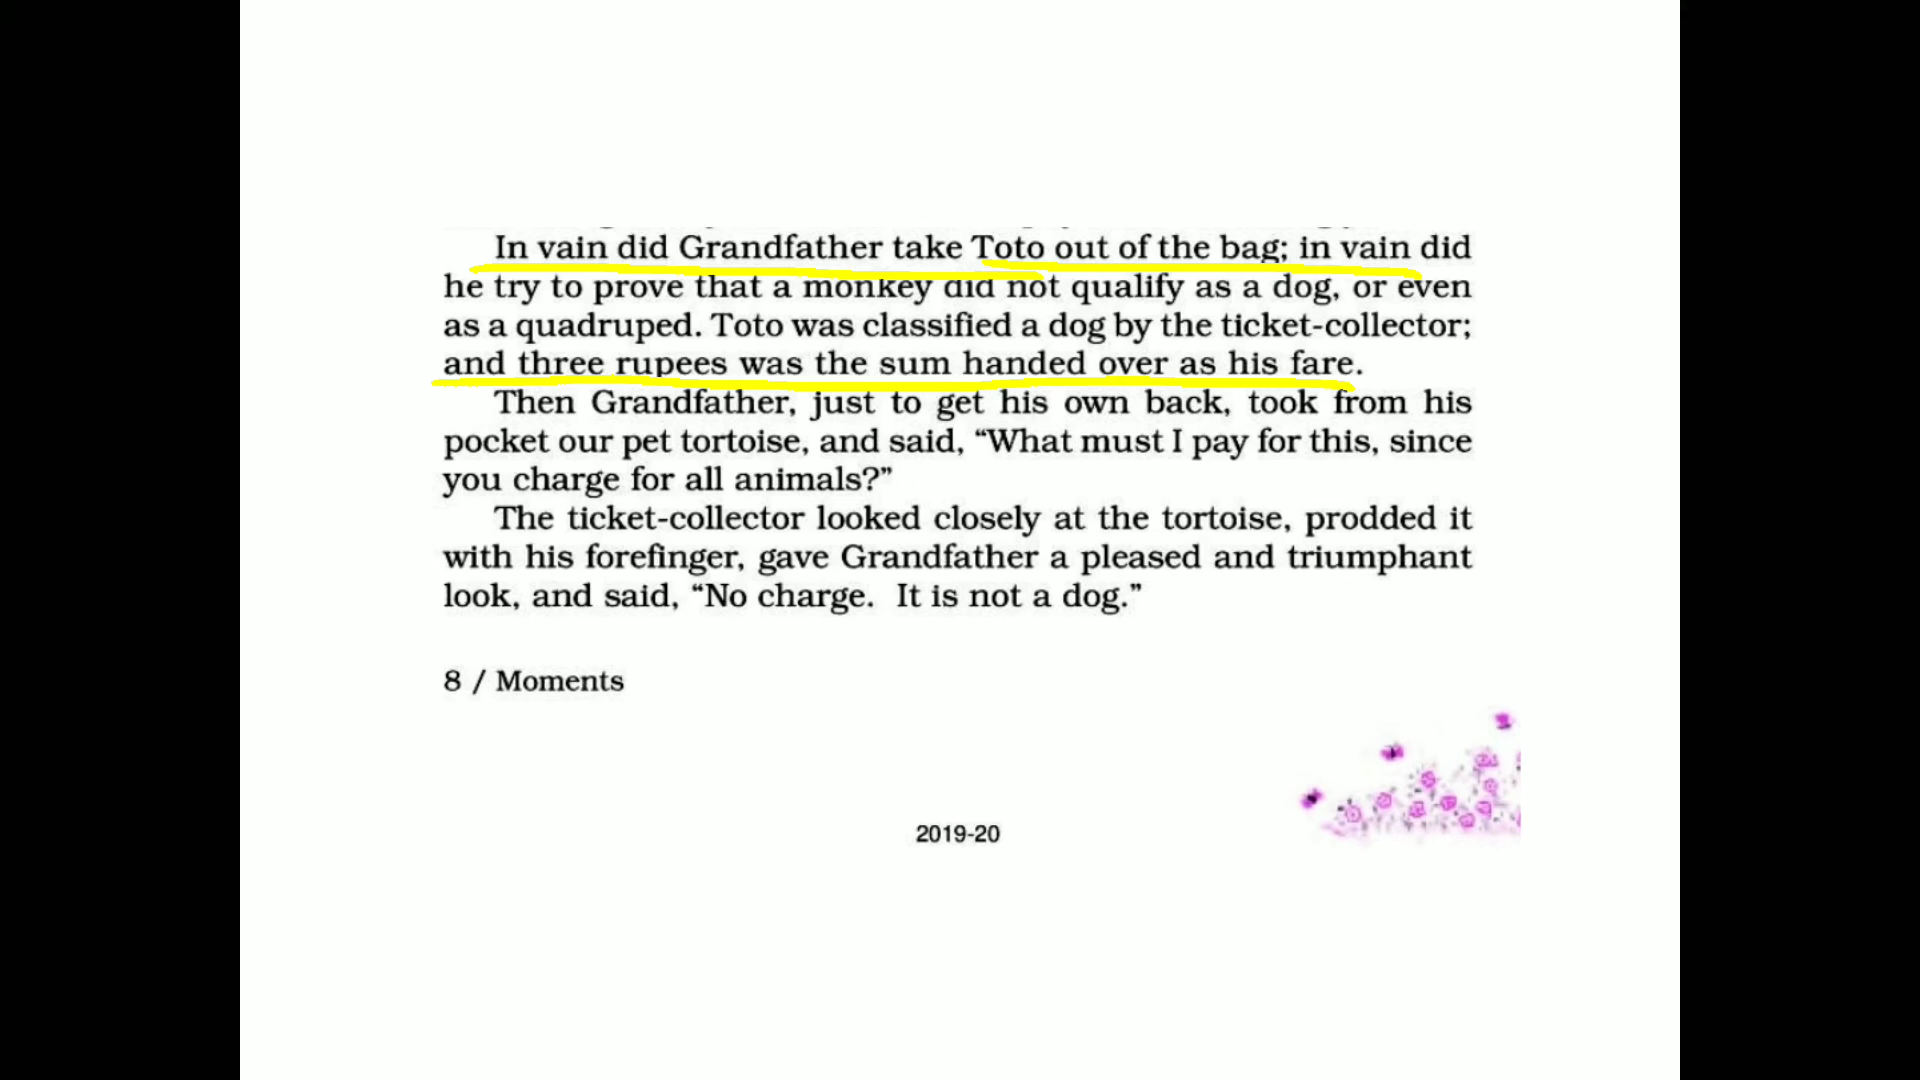 In vain did Grandfather take Toto out of the bag; in vain did
he try to prove that a monkey did not qualify as a dog, or even
as a quadruped. Toto was classified a dog by the ticket-collector;
and three rupees was the sum handed over as his fare.
Then Grandfather, just to get his own back, took from his
pocket our pet tortoise, and said, “What must I pay for this, since
you charge for all animals?”
The ticket-collector looked closely at the tortoise, prodded it
with his forefinger, gave Grandfather a pleased and triumphant
look, and said, “No charge.  It is not a dog.”
8 / Moments
2019-20